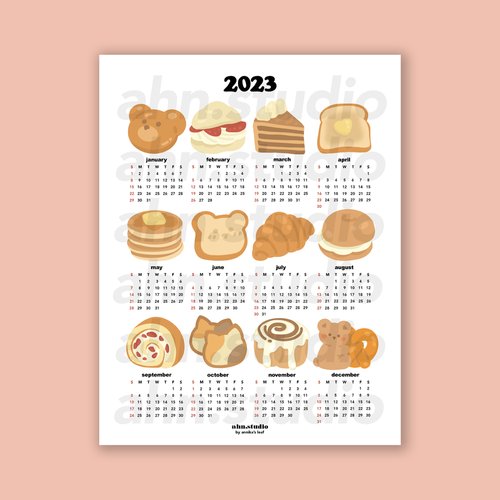 ahn.studio
2023
january
S M T W T F S
1 2 3 4 5 6 7
8 9 10 11 12 13 14
15 16 17 18 19 20 21
22 23 24 25 26 27 28
29 30 31
february
S M T W T F S
1 2 3 4
5 6 7 8 9 10 11
12 13 14 15 16 17 18
19 20 21 22 23 24 25
26 27 28
march
S M T W T F S
1 2 3 4
5 6 7 8 9 10 11
12 13 14 15 16 17 18
19 20 21 22 23 24 25
26 27 28 29 30 31
april
S M T W T F S
1
2 3 4 5 6 7 8
9 10 11 12 13 14 15
16 17 18 19 20 21 22
23 24 25 26 27 28 29
30
may
S M T W T F S
1 2 3 4 5 6
7 8 9 10 11 12 13
14 15 16 17 18 19 20
21 22 23 24 25 26 27
28 29 30 31
june
S M T W T F S
1 2 3
4 5 6 7 8 9 10
11 12 13 14 15 16 17
18 19 20 21 22 23 24
25 26 27 28 29 30
july
S M T W T F S
1
2 3 4 5 6 7 8
9 10 11 12 13 14 15
16 17 18 19 20 21 22
23 24 25 26 27 28 29
30 31
august
S M T W T F S
1 2 3 4 5
6 7 8 9 10 11 12
13 14 15 16 17 18 19
20 21 22 23 24 25 26
27 28 29 30 31
september
S M T W T F S
1 2
3 4 5 6 7 8 9
10 11 12 13 14 15 16
17 18 19 20 21 22 23
24 25 26 27 28 29 30
october
S M T W T F S
1 2 3 4 5 6 7
8 9 10 11 12 13 14
15 16 17 18 19 20 21
22 23 24 25 26 27 28
29 30 31
november
S M T W T F S
1 2 3 4
5 6 7 8 9 10 11
12 13 14 15 16 17 18
19 20 21 22 23 24 25
26 27 28 29 30
december
S M T W T F S
1 2
3 4 5 6 7 8 9
10 11 12 13 14 15 16
17 18 19 20 21 22 23
24 25 26 27 28 29 30
31
ahn.studio
by annika's leaf